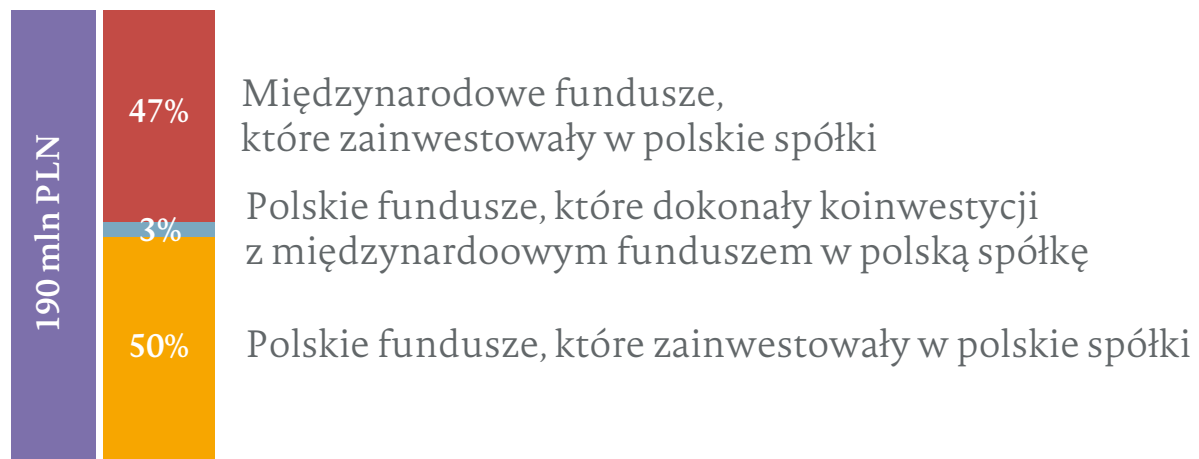 190 mln PLN
47%
Międzynarodowe fundusze,
które zainwestowały w polskie spółki
3%
Polskie fundusze, które dokonały koinwestycji
z międzynardoowym funduszem w polską spółkę
50%
Polskie fundusze, które zainwestowały w polskie spółki